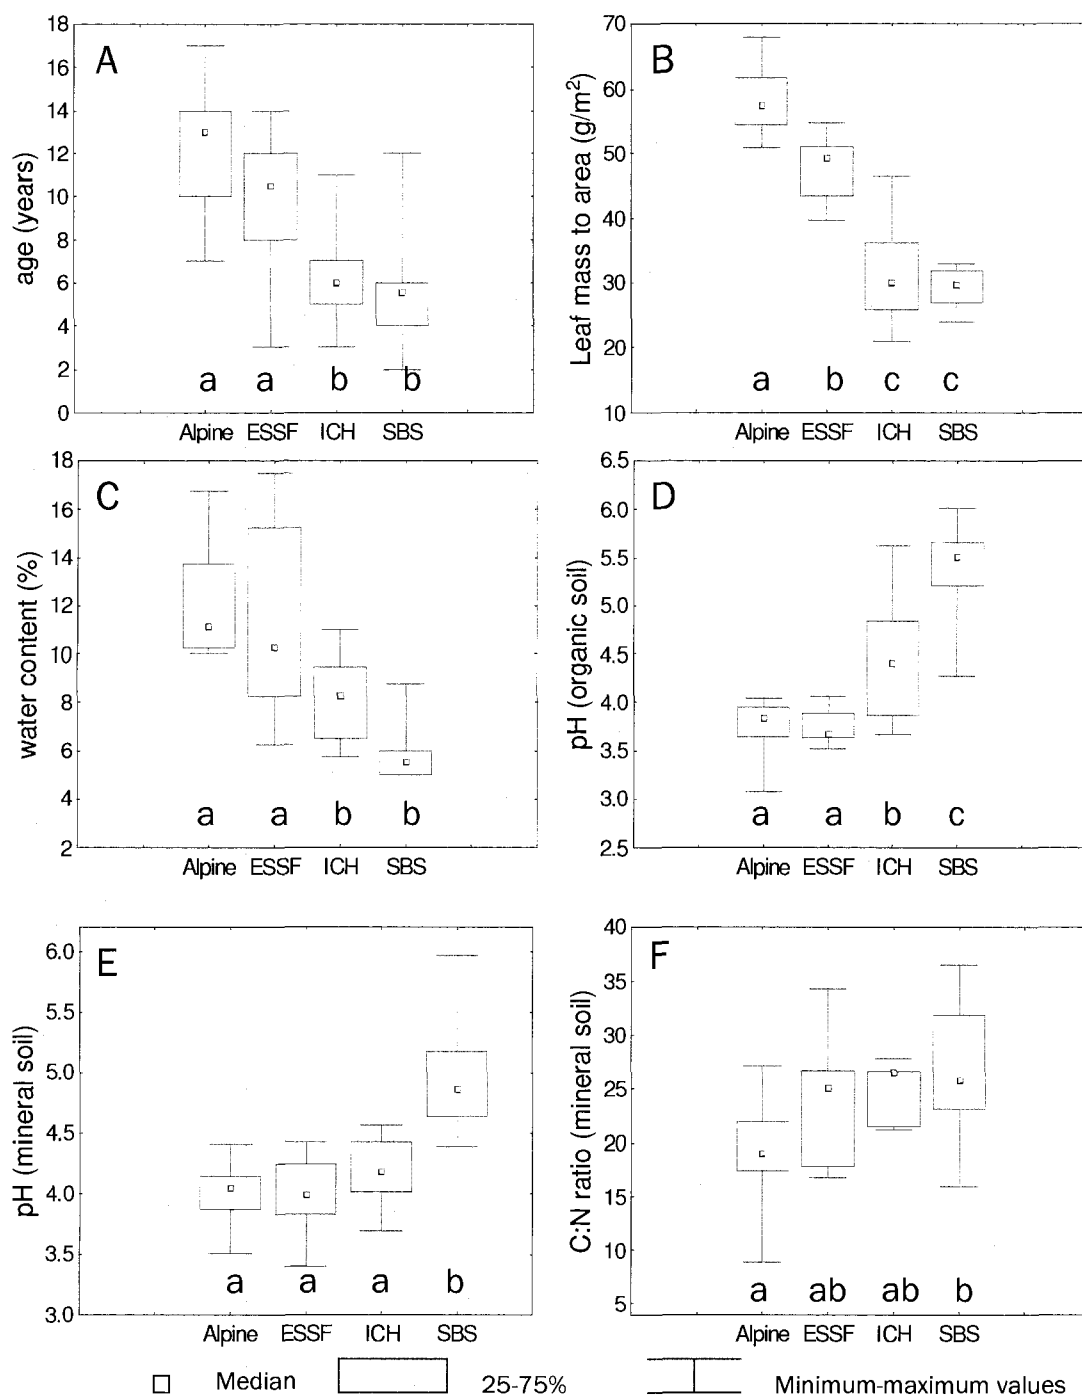 A
age (years)
18
16
14
12
10
8
6
4
2
0
a a b b
Alpine ESSF ICH SBS
B
Leaf mass to area (g/m²)
70
60
50
40
30
20
10
a b c c
Alpine ESSF ICH SBS
C
water content (%)
18
16
14
12
10
8
6
4
2
a a b b
Alpine ESSF ICH SBS
D
pH (organic soil)
6.5
6.0
5.5
5.0
4.5
4.0
3.5
3.0
2.5
a a b c
Alpine ESSF ICH SBS
E
pH (mineral soil)
6.0
5.5
5.0
4.5
4.0
3.5
3.0
a a a b
Alpine ESSF ICH SBS
F
C:N ratio (mineral soil)
40
35
30
25
20
15
10
5
a ab ab b
Alpine ESSF ICH SBS
Median 25-75% Minimum-maximum values